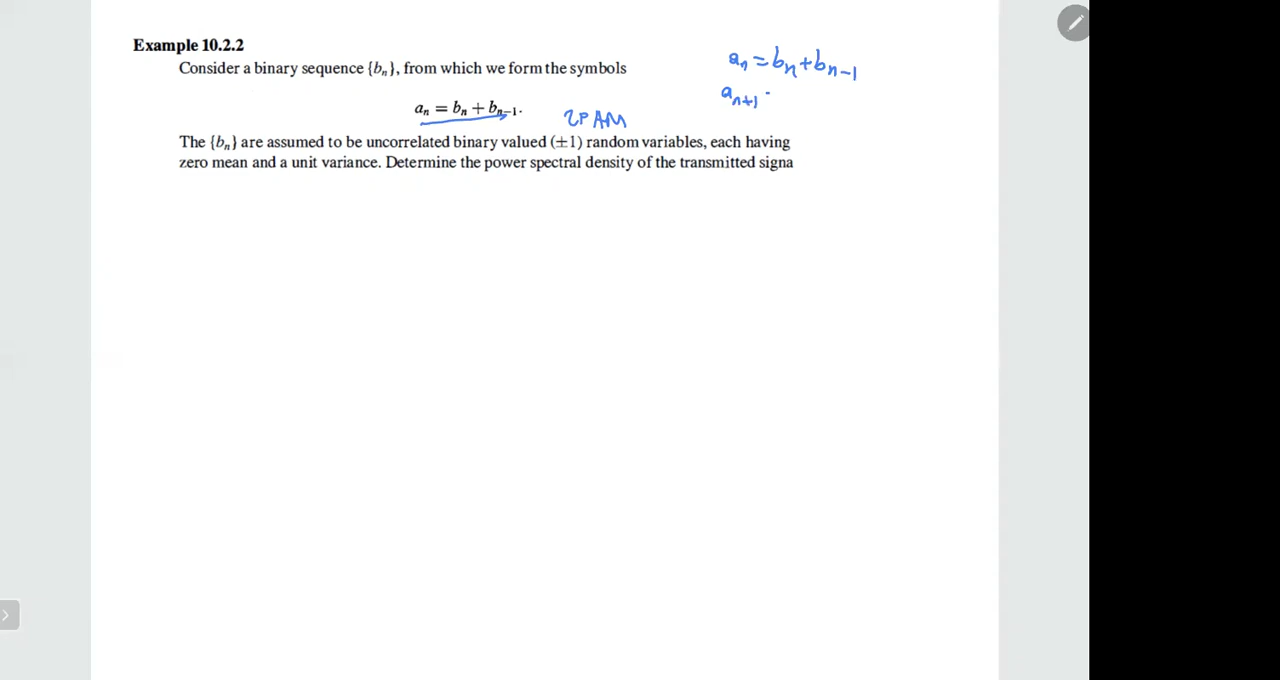 Example 10.2.2
Consider a binary sequence {bₙ}, from which we form the symbols
aₙ = bₙ + bₙ₋₁.
2PAM
The {bₙ} are assumed to be uncorrelated binary valued (±1) random variables, each having
zero mean and a unit variance. Determine the power spectral density of the transmitted signa
aₙ = bₙ + bₙ₋₁
aₙ₊₁